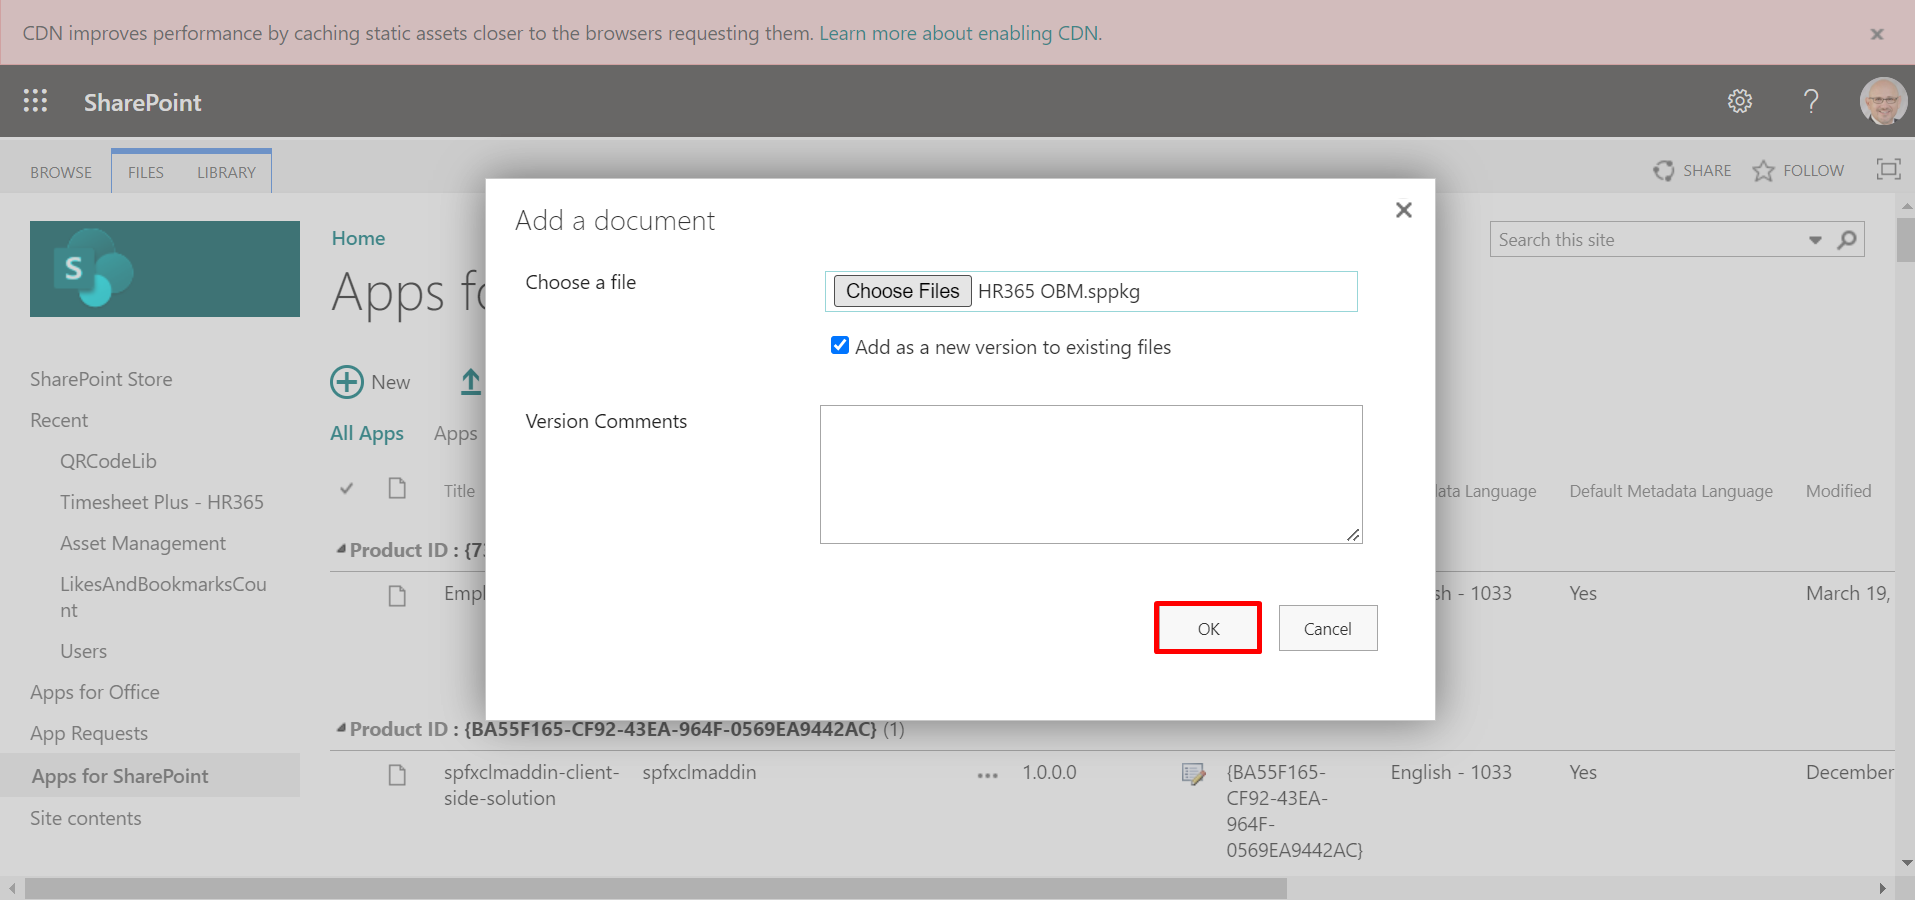 CDN improves performance by caching static assets closer to the browsers requesting them. Learn more about enabling CDN.
SharePoint
BROWSE FILES LIBRARY
SHARE FOLLOW
S
Home
Apps fo
Search this site
SharePoint Store
Recent
QRCodeLib
Timesheet Plus - HR365
Asset Management
LikesAndBookmarksCou
nt
Users
Apps for Office
App Requests
Apps for SharePoint
Site contents
New
All Apps Apps
Title
Add a document
Choose a file
Choose Files HR365 OBM.sppkg
Add as a new version to existing files
Version Comments
OK Cancel
data Language Default Metadata Language Modified
Product ID : {73
Empl
sh - 1033 Yes March 19,
Product ID : {BA55F165-CF92-43EA-964F-0569EA9442AC} (1)
spfxclmaddin-client-
side-solution
spfxclmaddin
1.0.0.0
{BA55F165-
CF92-43EA-
964F-
0569EA9442AC}
English - 1033
Yes
December